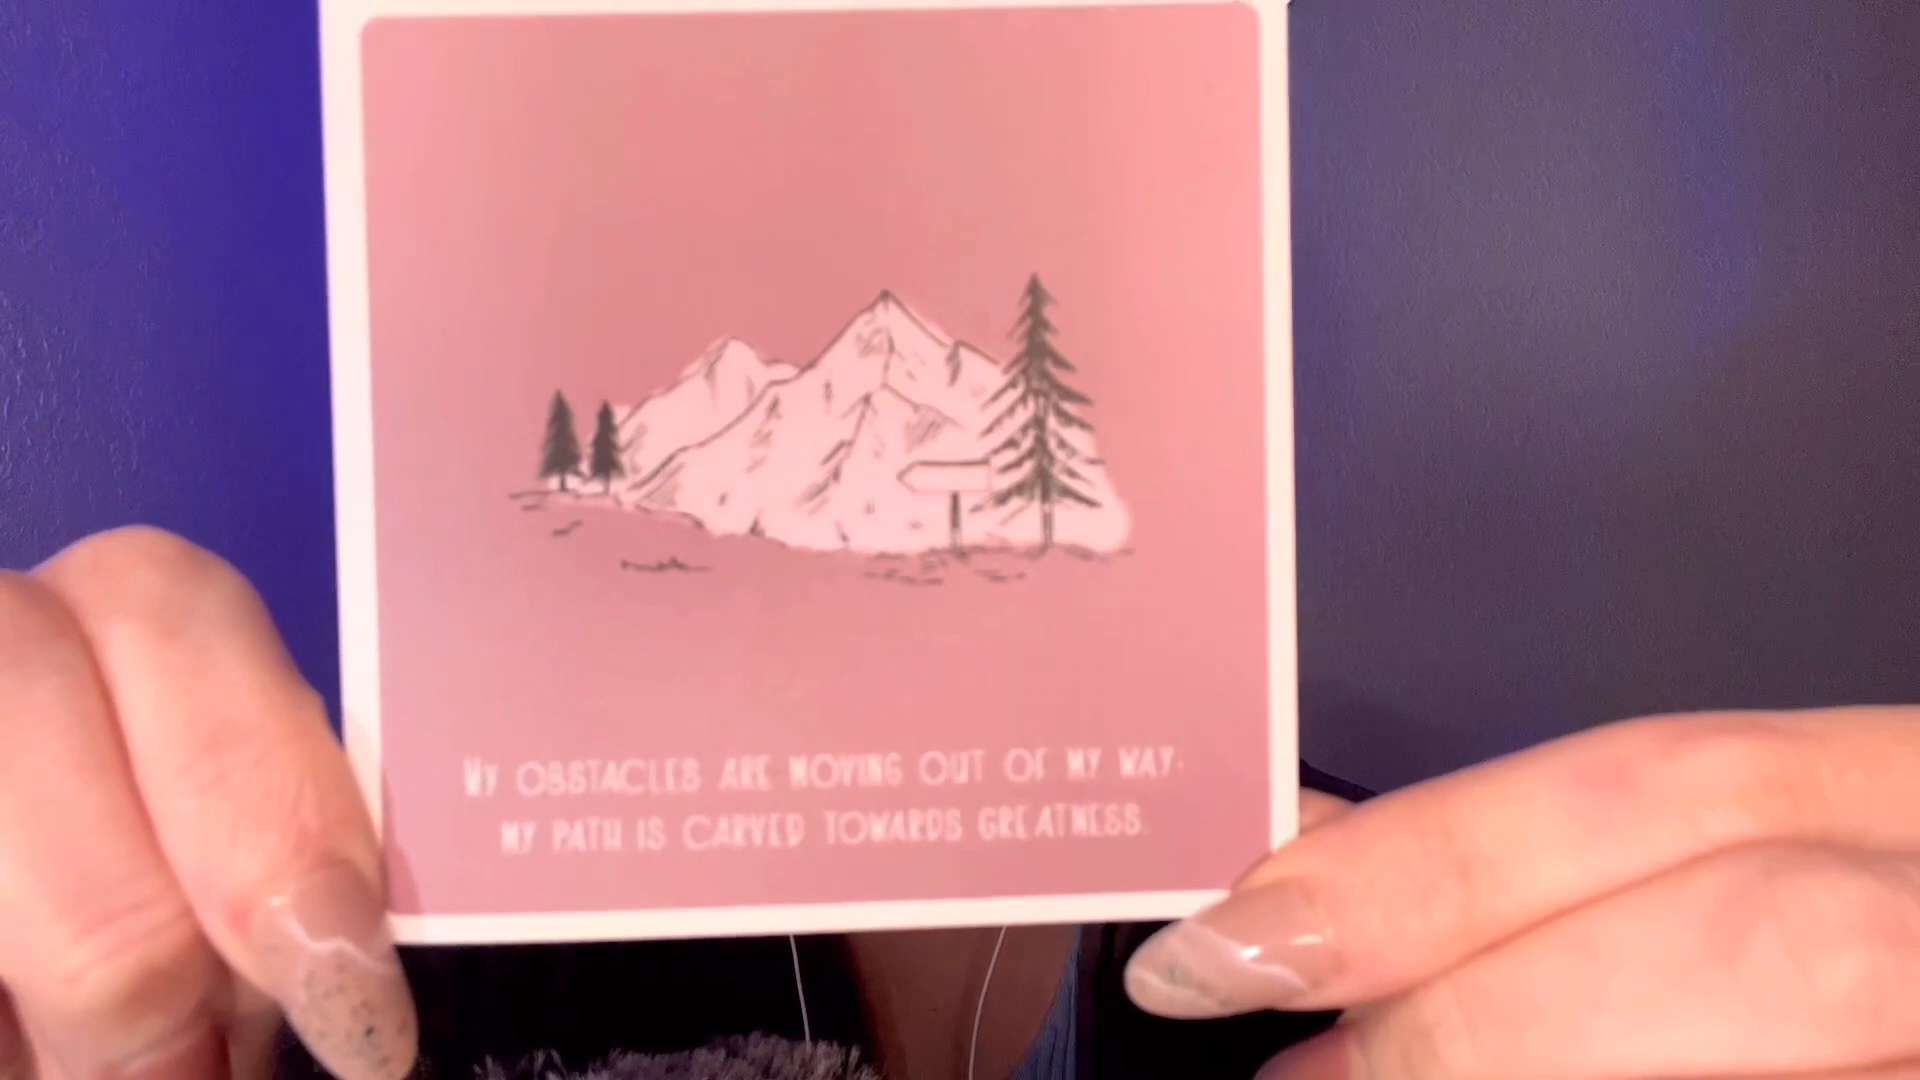 MY OBSTACLES ARE MOVING OUT OF MY WAY.
MY PATH IS CARVED TOWARDS GREATNESS.